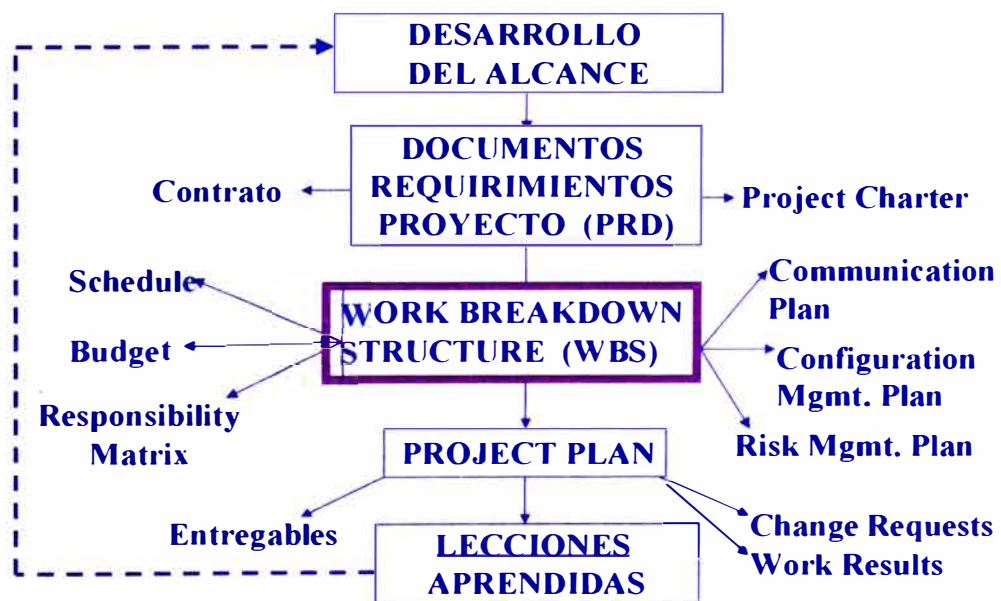 DESARROLLO
DEL ALCANCE
DOCUMENTOS
REQUIRIMIENTOS
PROYECTO (PRD)
Contrato
Project Charter
Schedule
Budget
Responsibility
Matrix
WORK BREAKDOWN
STRUCTURE (WBS)
Communication
Plan
Configuration
Mgmt. Plan
Risk Mgmt. Plan
PROJECT PLAN
Entregables
Change Requests
Work Results
LECCIONES
APRENDIDAS